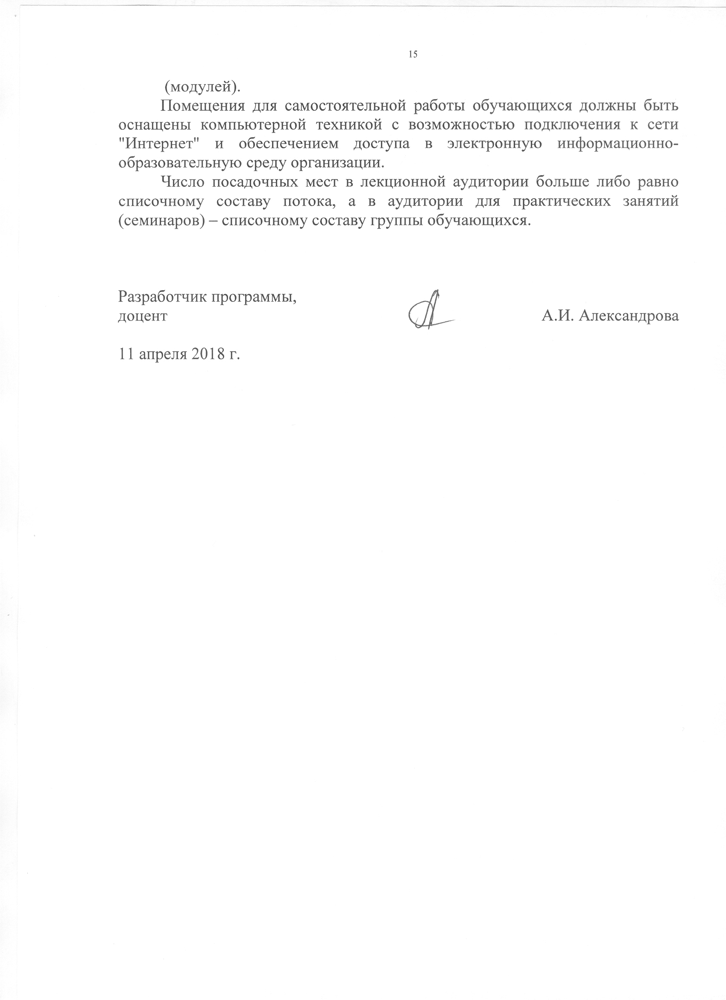 15
(модулей).
Помещения для самостоятельной работы обучающихся должны быть
оснащены компьютерной техникой с возможностью подключения к сети
"Интернет" и обеспечением доступа в электронную информационно-
образовательную среду организации.
Число посадочных мест в лекционной аудитории больше либо равно
списочному составу потока, а в аудитории для практических занятий
(семинаров) – списочному составу группы обучающихся.
Разработчик программы,
доцент А.И. Александрова
11 апреля 2018 г.